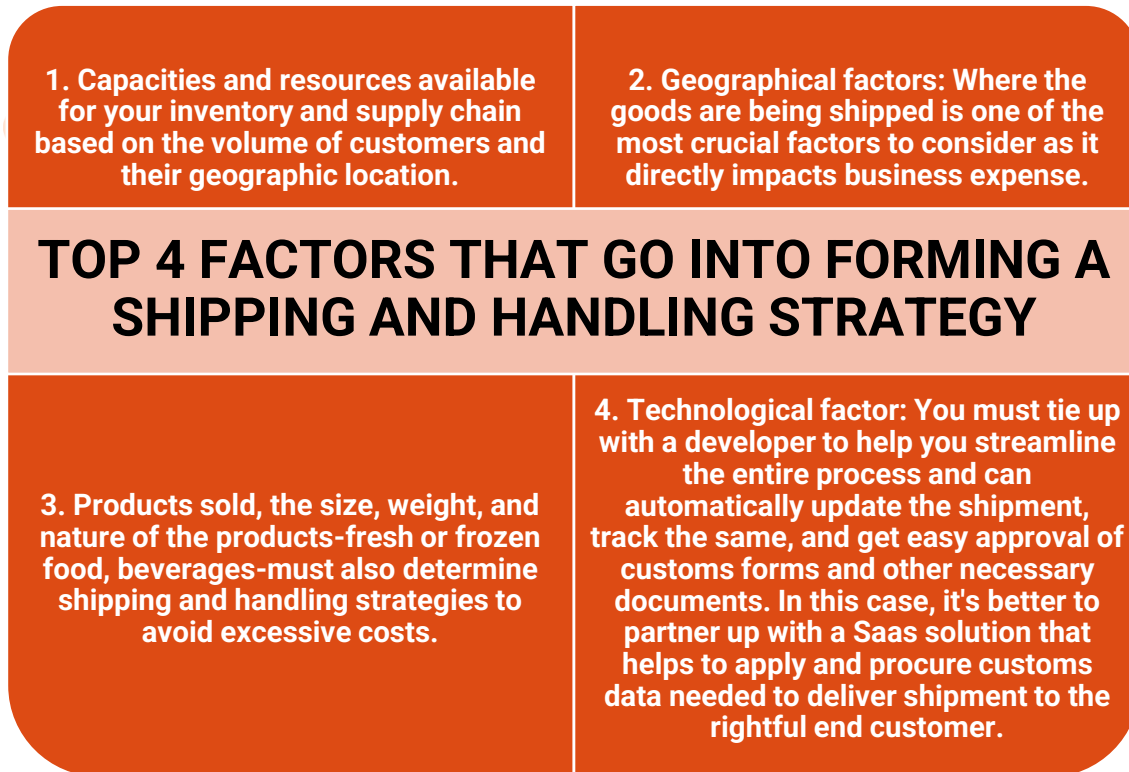 1. Capacities and resources available
for your inventory and supply chain
based on the volume of customers and
their geographic location.
2. Geographical factors: Where the
goods are being shipped is one of the
most crucial factors to consider as it
directly impacts business expense.
TOP 4 FACTORS THAT GO INTO FORMING A
SHIPPING AND HANDLING STRATEGY
3. Products sold, the size, weight, and
nature of the products-fresh or frozen
food, beverages-must also determine
shipping and handling strategies to
avoid excessive costs.
4. Technological factor: You must tie up
with a developer to help you streamline
the entire process and can
automatically update the shipment,
track the same, and get easy approval of
customs forms and other necessary
documents. In this case, it's better to
partner up with a Saas solution that
helps to apply and procure customs
data needed to deliver shipment to the
rightful end customer.